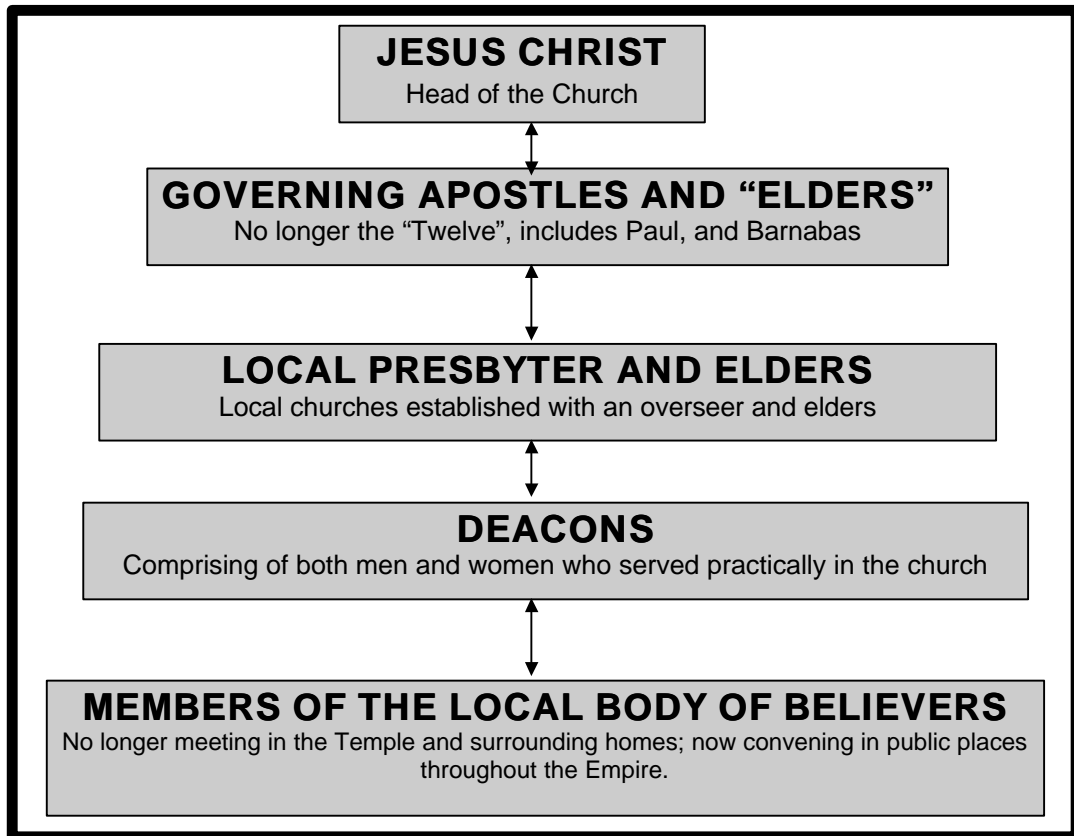 JESUS CHRIST
Head of the Church
GOVERNING APOSTLES AND “ELDERS”
No longer the “Twelve”, includes Paul, and Barnabas
LOCAL PRESBYTER AND ELDERS
Local churches established with an overseer and elders
DEACONS
Comprising of both men and women who served practically in the church
MEMBERS OF THE LOCAL BODY OF BELIEVERS
No longer meeting in the Temple and surrounding homes; now convening in public places
throughout the Empire.